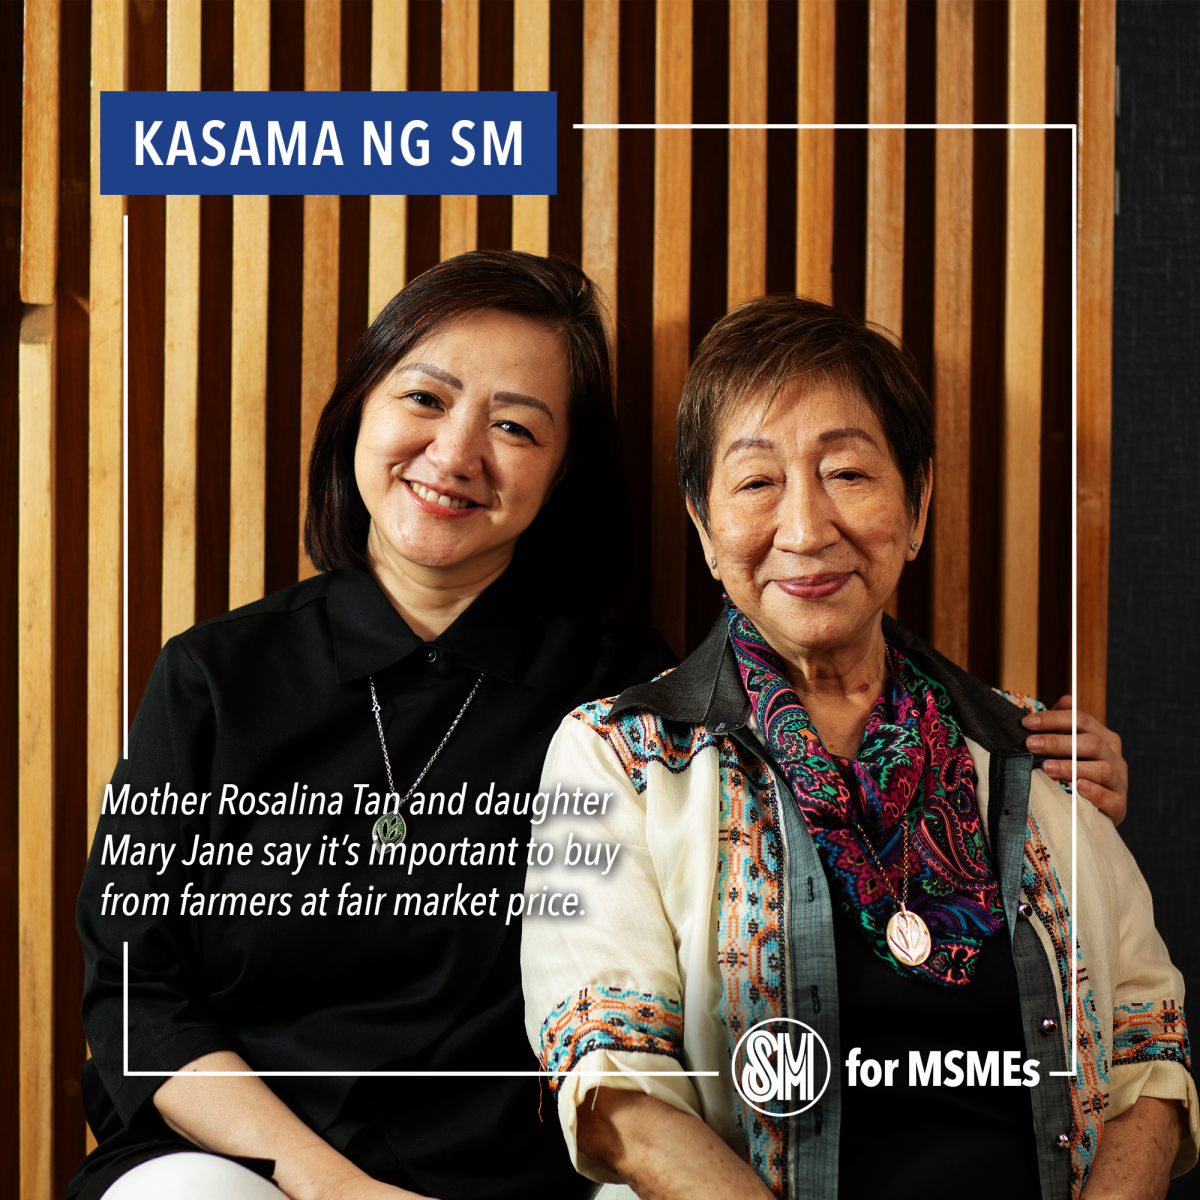 KASAMA NG SM
Mother Rosalina Tan and daughter
Mary Jane say it’s important to buy
from farmers at fair market price.
SM for MSMEs